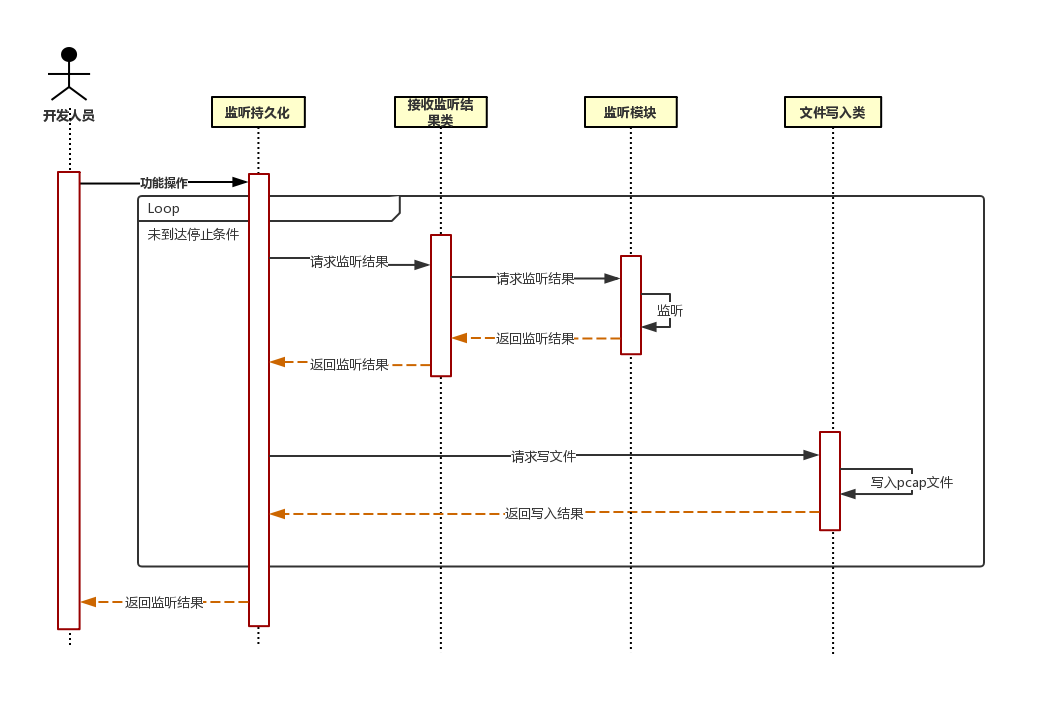 开发人员
监听持久化
接收监听结
果类
监听模块
文件写入类
功能操作
Loop
未到达停止条件
请求监听结果
请求监听结果
监听
返回监听结果
返回监听结果
请求写文件
写入pcap文件
返回写入结果
返回监听结果